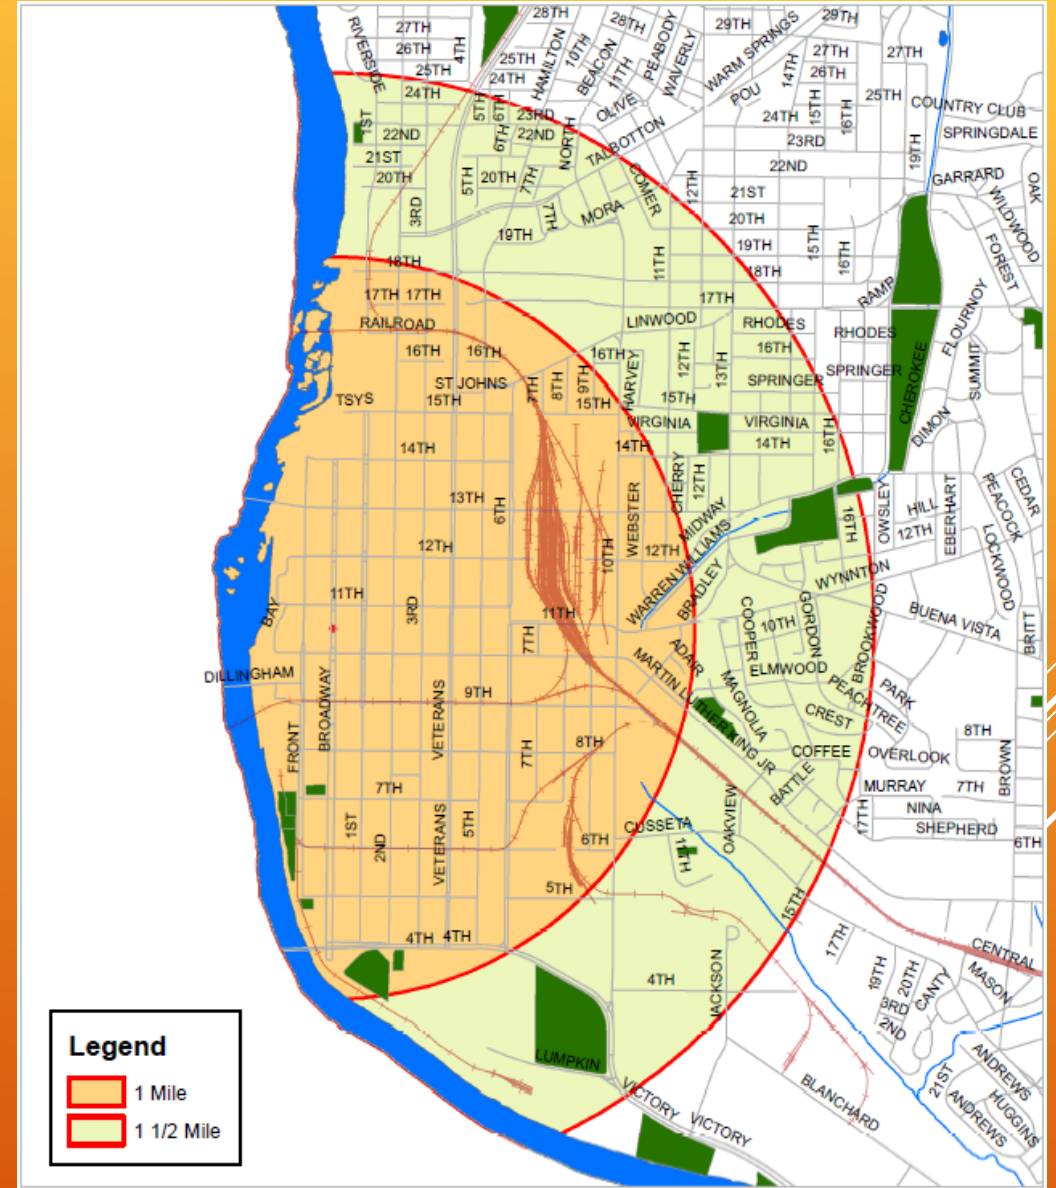 28TH
28TH
29TH
29TH
27TH
RIVERSIDE
26TH
4TH
25TH
25TH
24TH
24TH
HAMILTON
10TH
BEACON
11TH
PEABODY
WAVERLY
WARM SPRINGS
POU
14TH
27TH
26TH
27TH
25TH
COUNTRY CLUB
SPRINGDALE
1ST
22ND
21ST
20TH
3RD
5TH
6TH
6TH
23RD
22ND
NORTH
OLIVE
TALBOTTON
24TH
15TH
16TH
23RD
22ND
19TH
GARRARD
OAK
WILDWOOD
FOREST
5TH
20TH
7TH
7TH
19TH
MORA
COMER
12TH
21ST
20TH
19TH
18TH
15TH
16TH
11TH
18TH
17TH
17TH
17TH
RAILROAD
16TH
16TH
16TH
LINWOOD
RHODES
RAMP
RHODES
FLOURNOY
SUMMIT
CHEROKEE
16TH
SPRINGER
SPRINGER
DIMON
ST JOHNS
TSYS
15TH
7TH
8TH
9TH
15TH
HARVEY
12TH
13TH
15TH
VIRGINIA
VIRGINIA
14TH
14TH
14TH
16TH
13TH
6TH
WEBSTER
CHERRY
12TH
MIDWAY
WARREN WILLIAMS
BRADLEY
16TH
OWSLEY
HILL
12TH
EBERHART
PEACOCK
CEDAR
LOCKWOOD
12TH
10TH
12TH
WYNNTON
BUENA VISTA
BRITT
11TH
3RD
11TH
7TH
BAY
DILLINGHAM
COOPER
10TH
GORDON
ELMWOOD
BROOKWOOD
ADAIR
MARTIN LUTHER KING JR
MAGNOLIA
PEACHTREE
PARK
CREST
COFFEE
OVERLOOK
8TH
BROWN
9TH
FRONT
BROADWAY
VETERANS
8TH
7TH
7TH
BATTLE
MURRAY
7TH
NINA
SHEPHERD
6TH
17TH
1ST
2ND
VETERANS
5TH
6TH
CUSSETA
11TH
OAKVIEW
5TH
15TH
4TH
4TH
4TH
JACKSON
17TH
19TH
20TH
3RD
2ND
CANTY
MASON
CENTRAL
LUMPKIN
VICTORY
VICTORY
BLANCHARD
21ST
ANDREWS
ANDREWS
HUGGINS
Legend
1 Mile
1 1/2 Mile